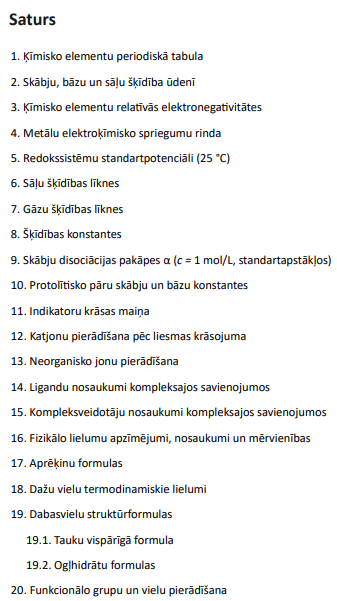 Saturs
1. Ķīmisko elementu periodiskā tabula
2. Skābju, bāzu un sāļu šķīdība ūdenī
3. Ķīmisko elementu relatīvās elektronegativitātes
4. Metālu elektroķīmisko spriegumu rinda
5. Redokssistēmu standartpotenciāli (25 °C)
6. Sāļu šķīdības līknes
7. Gāzu šķīdības līknes
8. Šķīdības konstantes
9. Skābju disociācijas pakāpes α (c = 1 mol/L, standartapstākļos)
10. Protolītisko pāru skābju un bāzu konstantes
11. Indikatoru krāsas maiņa
12. Katjonu pierādīšana pēc liesmas krāsojuma
13. Neorganisko jonu pierādīšana
14. Ligandu nosaukumi kompleksajos savienojumos
15. Kompleksveidotāju nosaukumi kompleksajos savienojumos
16. Fizikālo lielumu apzīmējumi, nosaukumi un mērvienības
17. Aprēķinu formulas
18. Dažu vielu termodinamiskie lielumi
19. Dabasvielu struktūrformulas
19.1. Tauku vispārīgā formula
19.2. Ogļhidrātu formulas
20. Funkcionālo grupu un vielu pierādīšana